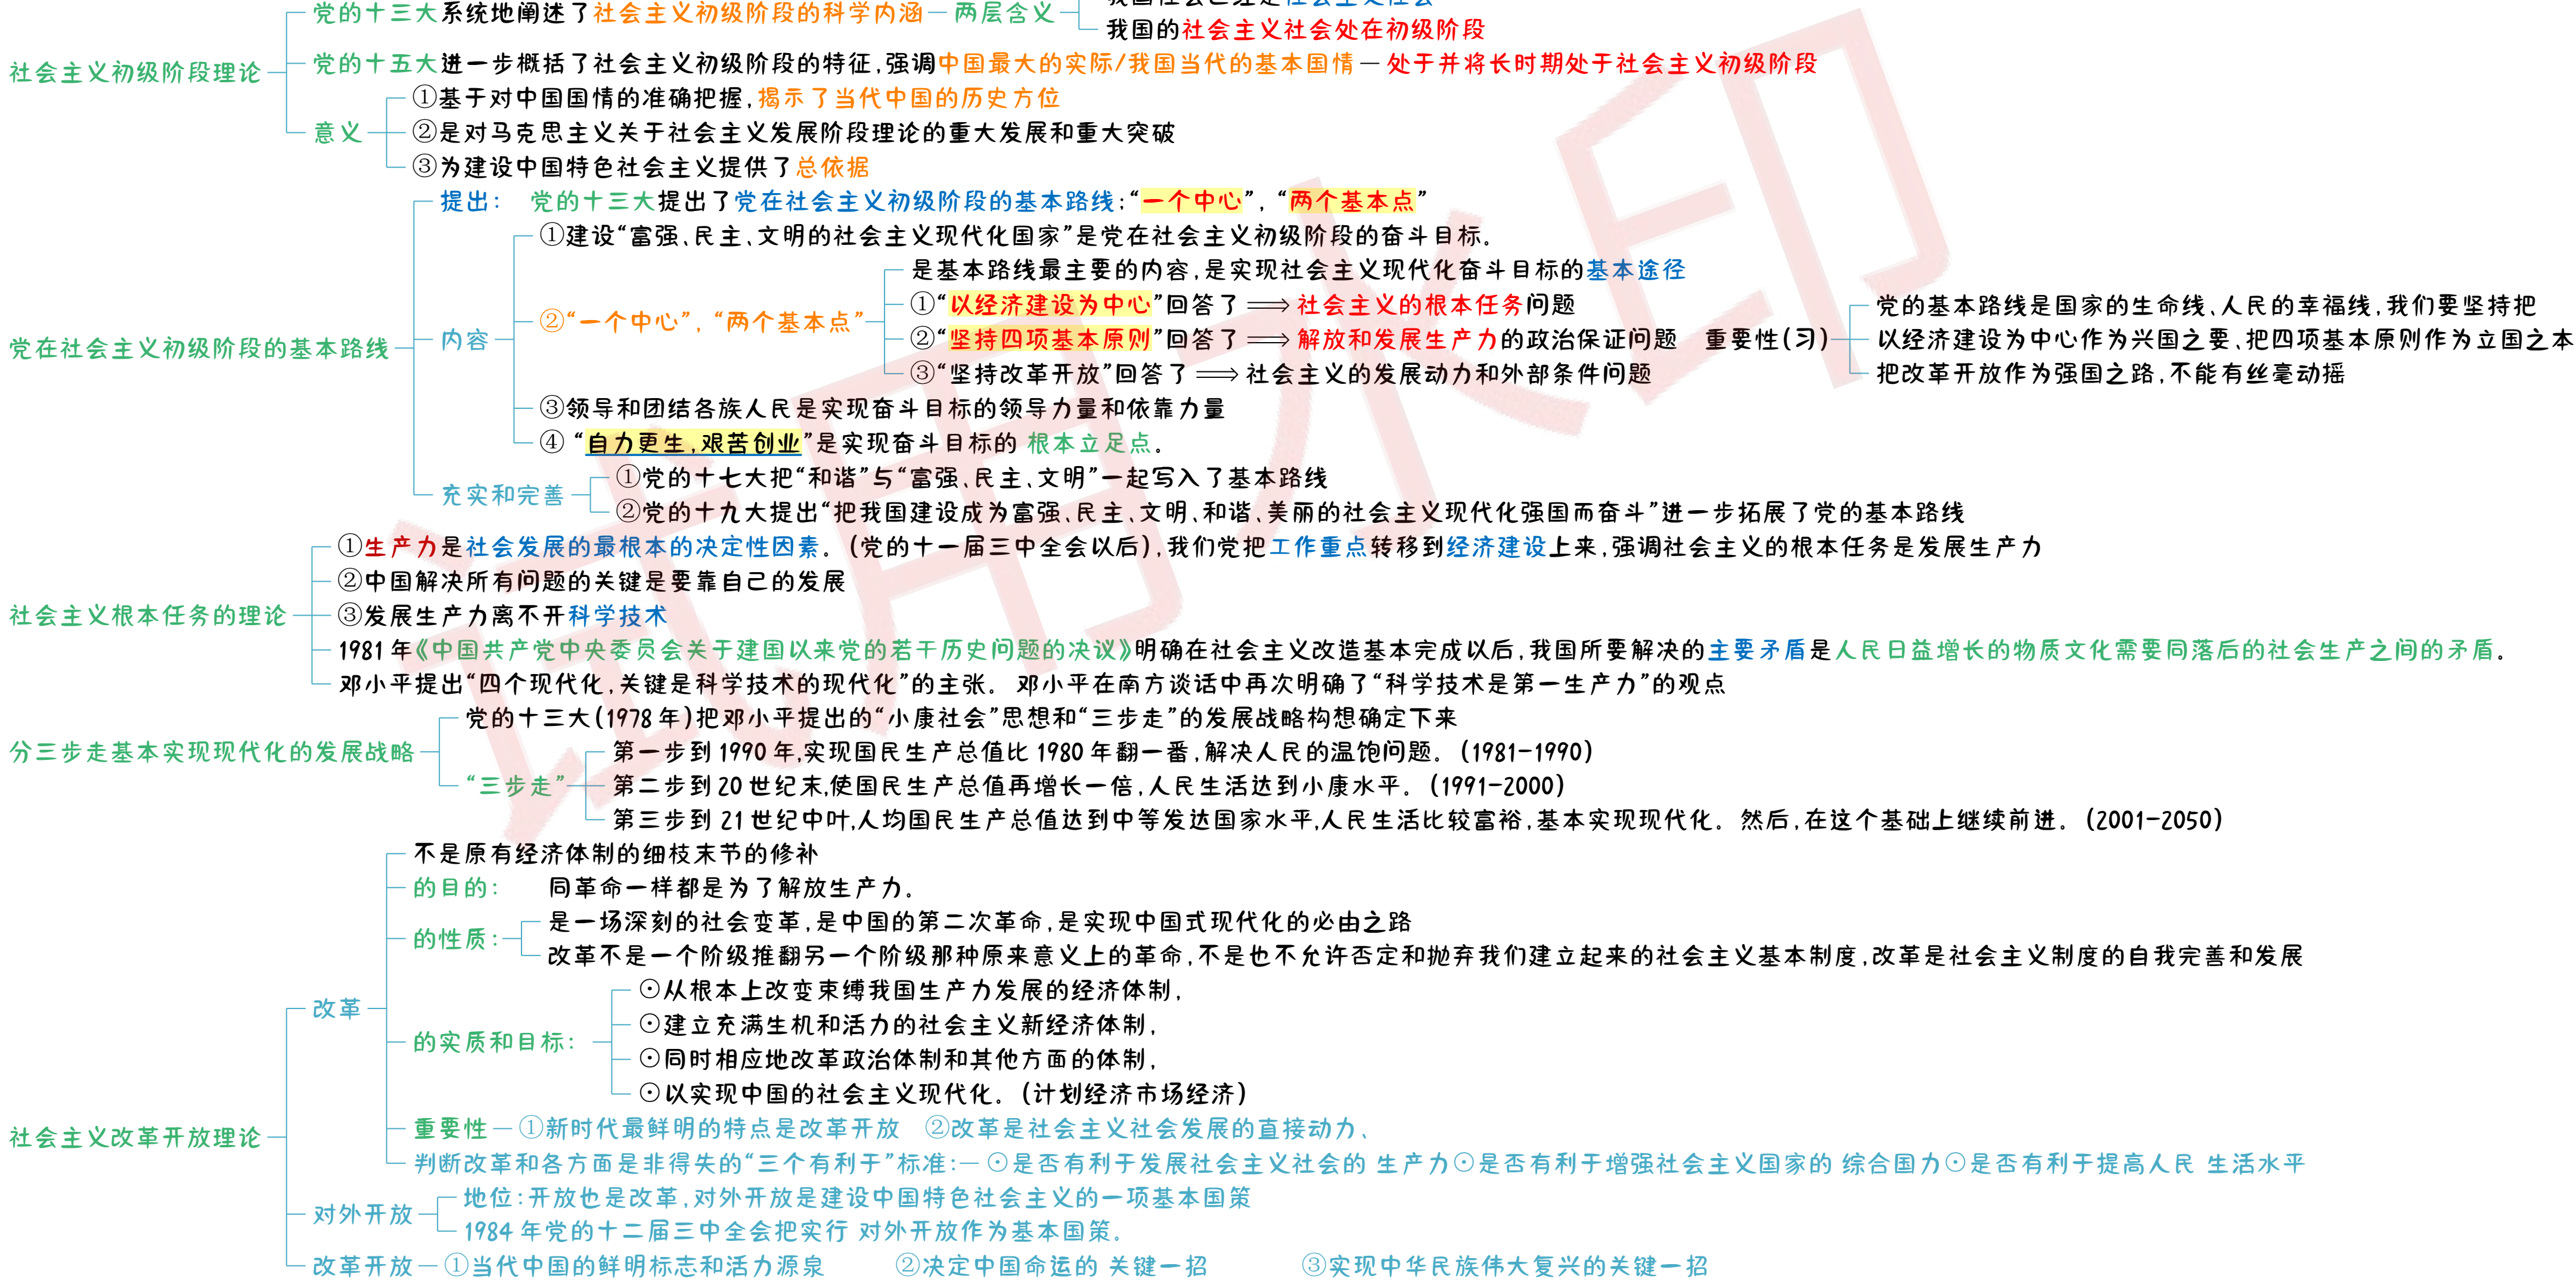 党的十三大系统地阐述了社会主义初级阶段的科学内涵 两层含义
我国的社会主义社会处在初级阶段
社会主义初级阶段理论
党的十五大进一步概括了社会主义初级阶段的特征,强调中国最大的实际/我国当代的基本国情 处于并将长时期处于社会主义初级阶段
意义
①基于对中国国情的准确把握,揭示了当代中国的历史方位
②是对马克思主义关于社会主义发展阶段理论的重大发展和重大突破
③为建设中国特色社会主义提供了总依据
党在社会主义初级阶段的基本路线
提出： 党的十三大提出了党在社会主义初级阶段的基本路线:“一个中心”,“两个基本点”
内容
①建设“富强、民主、文明的社会主义现代化国家”是党在社会主义初级阶段的奋斗目标。
②“一个中心”,“两个基本点”
是基本路线最主要的内容,是实现社会主义现代化奋斗目标的基本途径
①“以经济建设为中心”回答了⟹社会主义的根本任务问题
②“坚持四项基本原则”回答了⟹解放和发展生产力的政治保证问题
③“坚持改革开放”回答了⟹社会主义的发展动力和外部条件问题
重要性(习)
党的基本路线是国家的生命线、人民的幸福线,我们要坚持把
以经济建设为中心作为兴国之要、把四项基本原则作为立国之本
把改革开放作为强国之路,不能有丝毫动摇
③领导和团结各族人民是实现奋斗目标的领导力量和依靠力量
④ “自力更生,艰苦创业”是实现奋斗目标的 根本立足点。
充实和完善
①党的十七大把“和谐”与“富强、民主、文明”一起写入了基本路线
②党的十九大提出“把我国建设成为富强、民主、文明、和谐、美丽的社会主义现代化强国而奋斗”进一步拓展了党的基本路线
社会主义根本任务的理论
①生产力是社会发展的最根本的决定性因素。(党的十一届三中全会以后),我们党把工作重点转移到经济建设上来,强调社会主义的根本任务是发展生产力
②中国解决所有问题的关键是要靠自己的发展
③发展生产力离不开科学技术
1981年《中国共产党中央委员会关于建国以来党的若干历史问题的决议》明确在社会主义改造基本完成以后,我国所要解决的主要矛盾是人民日益增长的物质文化需要同落后的社会生产之间的矛盾。
邓小平提出“四个现代化,关键是科学技术的现代化”的主张。 邓小平在南方谈话中再次明确了“科学技术是第一生产力”的观点
分三步走基本实现现代化的发展战略
党的十三大(1978年)把邓小平提出的“小康社会”思想和“三步走”的发展战略构想确定下来
“三步走”
第一步到1990年,实现国民生产总值比1980年翻一番,解决人民的温饱问题。(1981-1990)
第二步到20世纪末,使国民生产总值再增长一倍,人民生活达到小康水平。(1991-2000)
第三步到21世纪中叶,人均国民生产总值达到中等发达国家水平,人民生活比较富裕,基本实现现代化。然后,在这个基础上继续前进。(2001-2050)
社会主义改革开放理论
改革
不是原有经济体制的细枝末节的修补
的目的： 同革命一样都是为了解放生产力。
的性质：
是一场深刻的社会变革,是中国的第二次革命,是实现中国式现代化的必由之路
改革不是一个阶级推翻另一个阶级那种原来意义上的革命,不是也不允许否定和抛弃我们建立起来的社会主义基本制度,改革是社会主义制度的自我完善和发展
的实质和目标：
⊙从根本上改变束缚我国生产力发展的经济体制,
⊙建立充满生机和活力的社会主义新经济体制,
⊙同时相应地改革政治体制和其他方面的体制,
⊙以实现中国的社会主义现代化。(计划经济市场经济)
重要性 ①新时代最鲜明的特点是改革开放 ②改革是社会主义社会发展的直接动力、
判断改革和各方面是非得失的“三个有利于”标准: ⊙是否有利于发展社会主义社会的 生产力⊙是否有利于增强社会主义国家的 综合国力⊙是否有利于提高人民 生活水平
对外开放
地位:开放也是改革,对外开放是建设中国特色社会主义的一项基本国策
1984年党的十二届三中全会把实行 对外开放作为基本国策。
改革开放 ①当代中国的鲜明标志和活力源泉 ②决定中国命运的 关键一招 ③实现中华民族伟大复兴的关键一招
试用水印